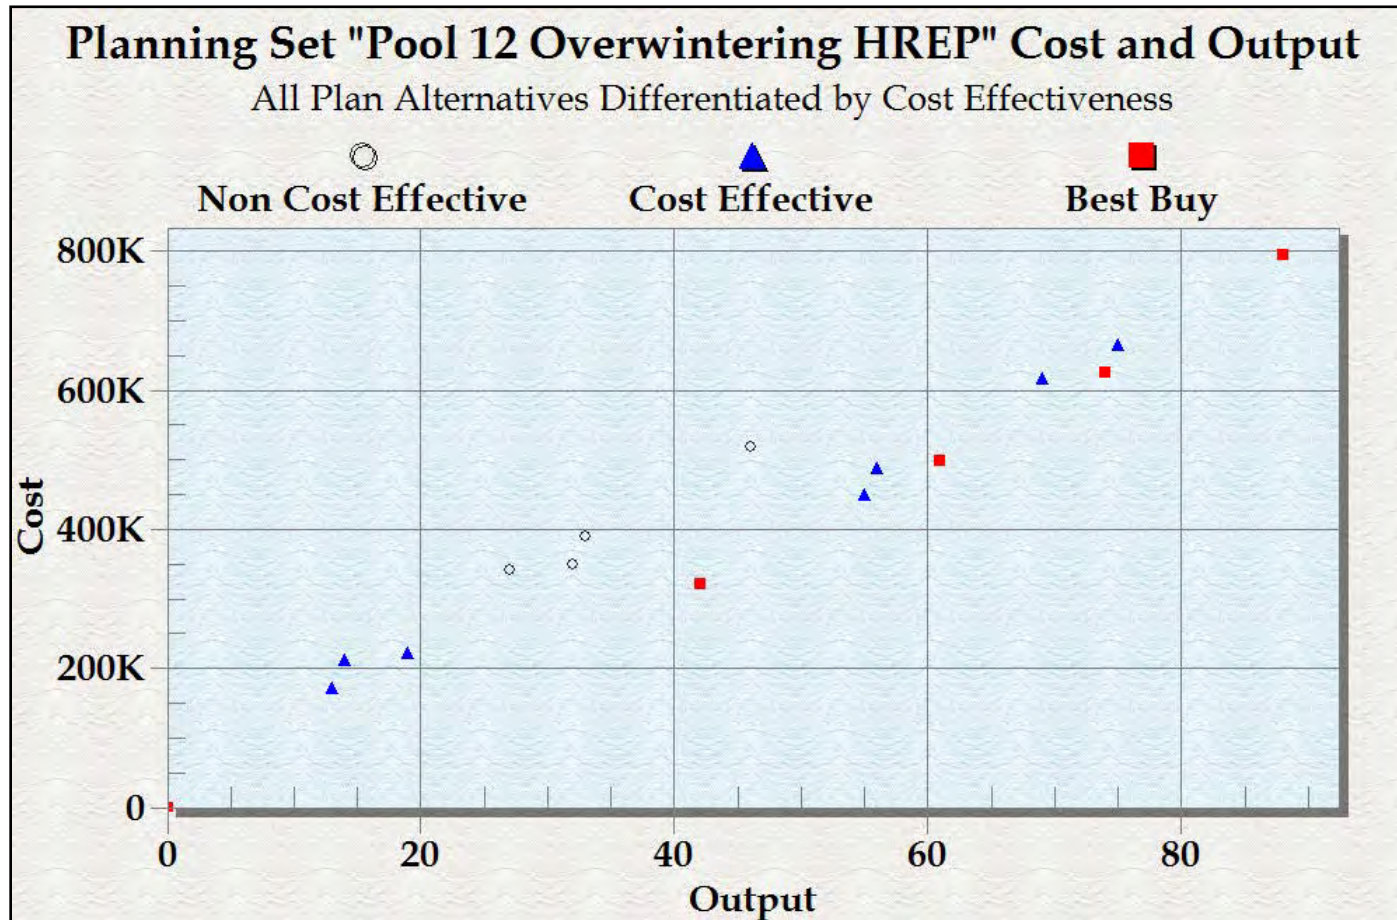 Planning Set "Pool 12 Overwintering HREP" Cost and Output
All Plan Alternatives Differentiated by Cost Effectiveness
Non Cost Effective
Cost Effective
Best Buy
800K
600K
400K
200K
0
Cost
0
20
40
60
80
Output